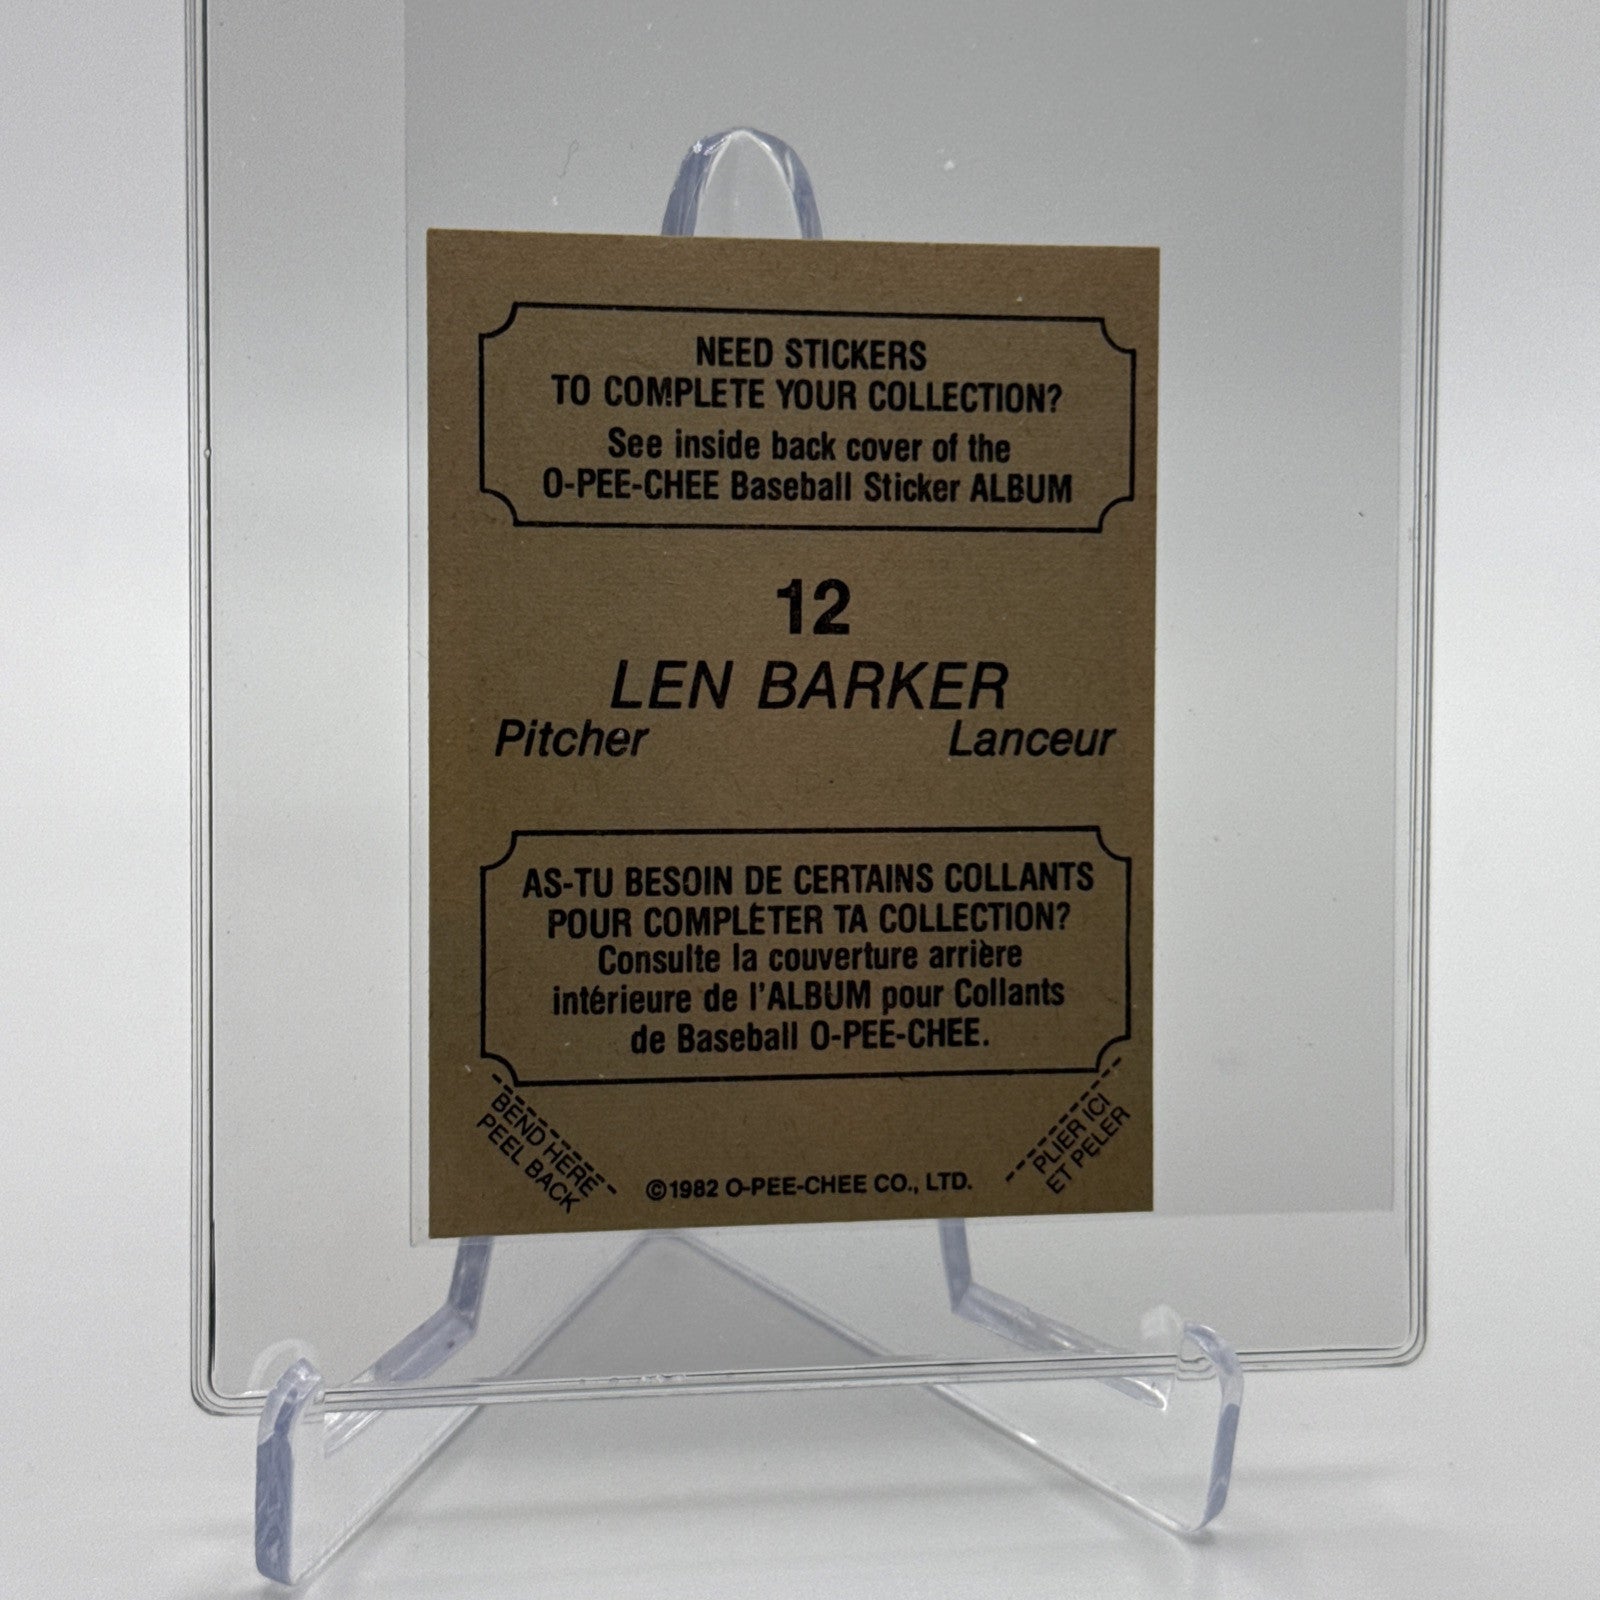 NEED STICKERS
TO COMPLETE YOUR COLLECTION?
See inside back cover of the
O-PEE-CHEE Baseball Sticker ALBUM
12
LEN BARKER
Pitcher Lanceur
AS-TU BESOIN DE CERTAINS COLLANTS
POUR COMPLÉTER TA COLLECTION?
Consulte la couverture arrière
intérieure de l'ALBUM pour Collants
de Baseball O-PEE-CHEE.
BEND HERE
PEEL BACK
PLIER ICI
ET PELER
©1982 O-PEE-CHEE CO., LTD.